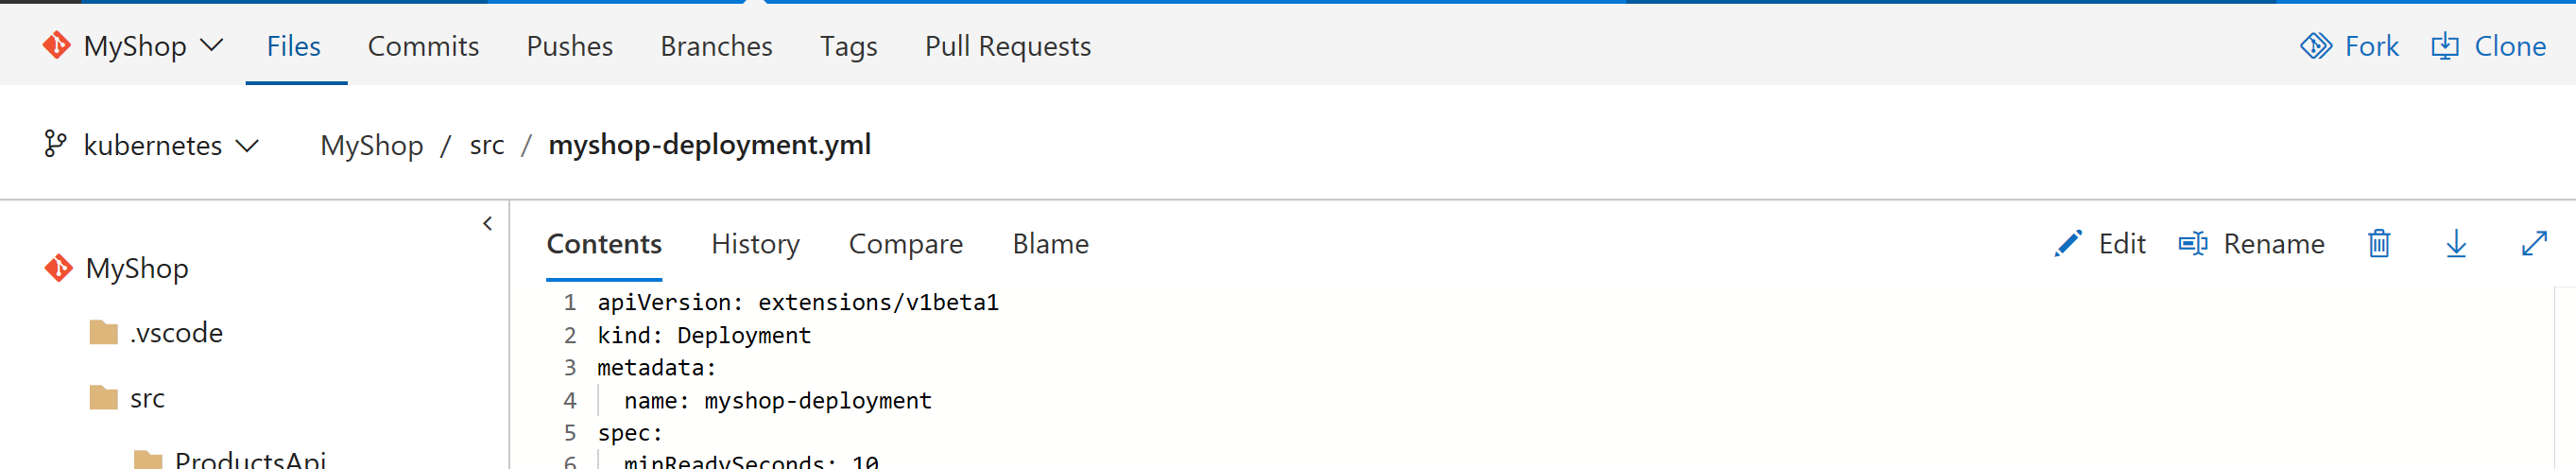 MyShop Files Commits Pushes Branches Tags Pull Requests Fork Clone
kubernetes MyShop / src / myshop-deployment.yml
Contents History Compare Blame Edit Rename
MyShop
.vscode
src
ProductsApi
1 apiVersion: extensions/v1beta1
2 kind: Deployment
3 metadata:
4 name: myshop-deployment
5 spec:
6 minReadySeconds: 10